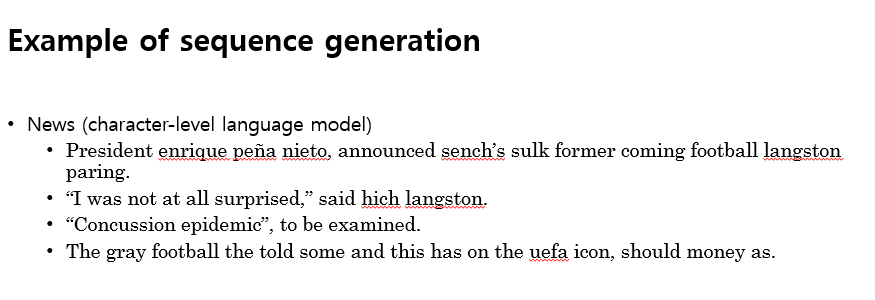 Example of sequence generation
• News (character-level language model)
• President enrique peña nieto, announced sench’s sulk former coming football langston
paring.
• “I was not at all surprised,” said hich langston.
• “Concussion epidemic”, to be examined.
• The gray football the told some and this has on the uefa icon, should money as.